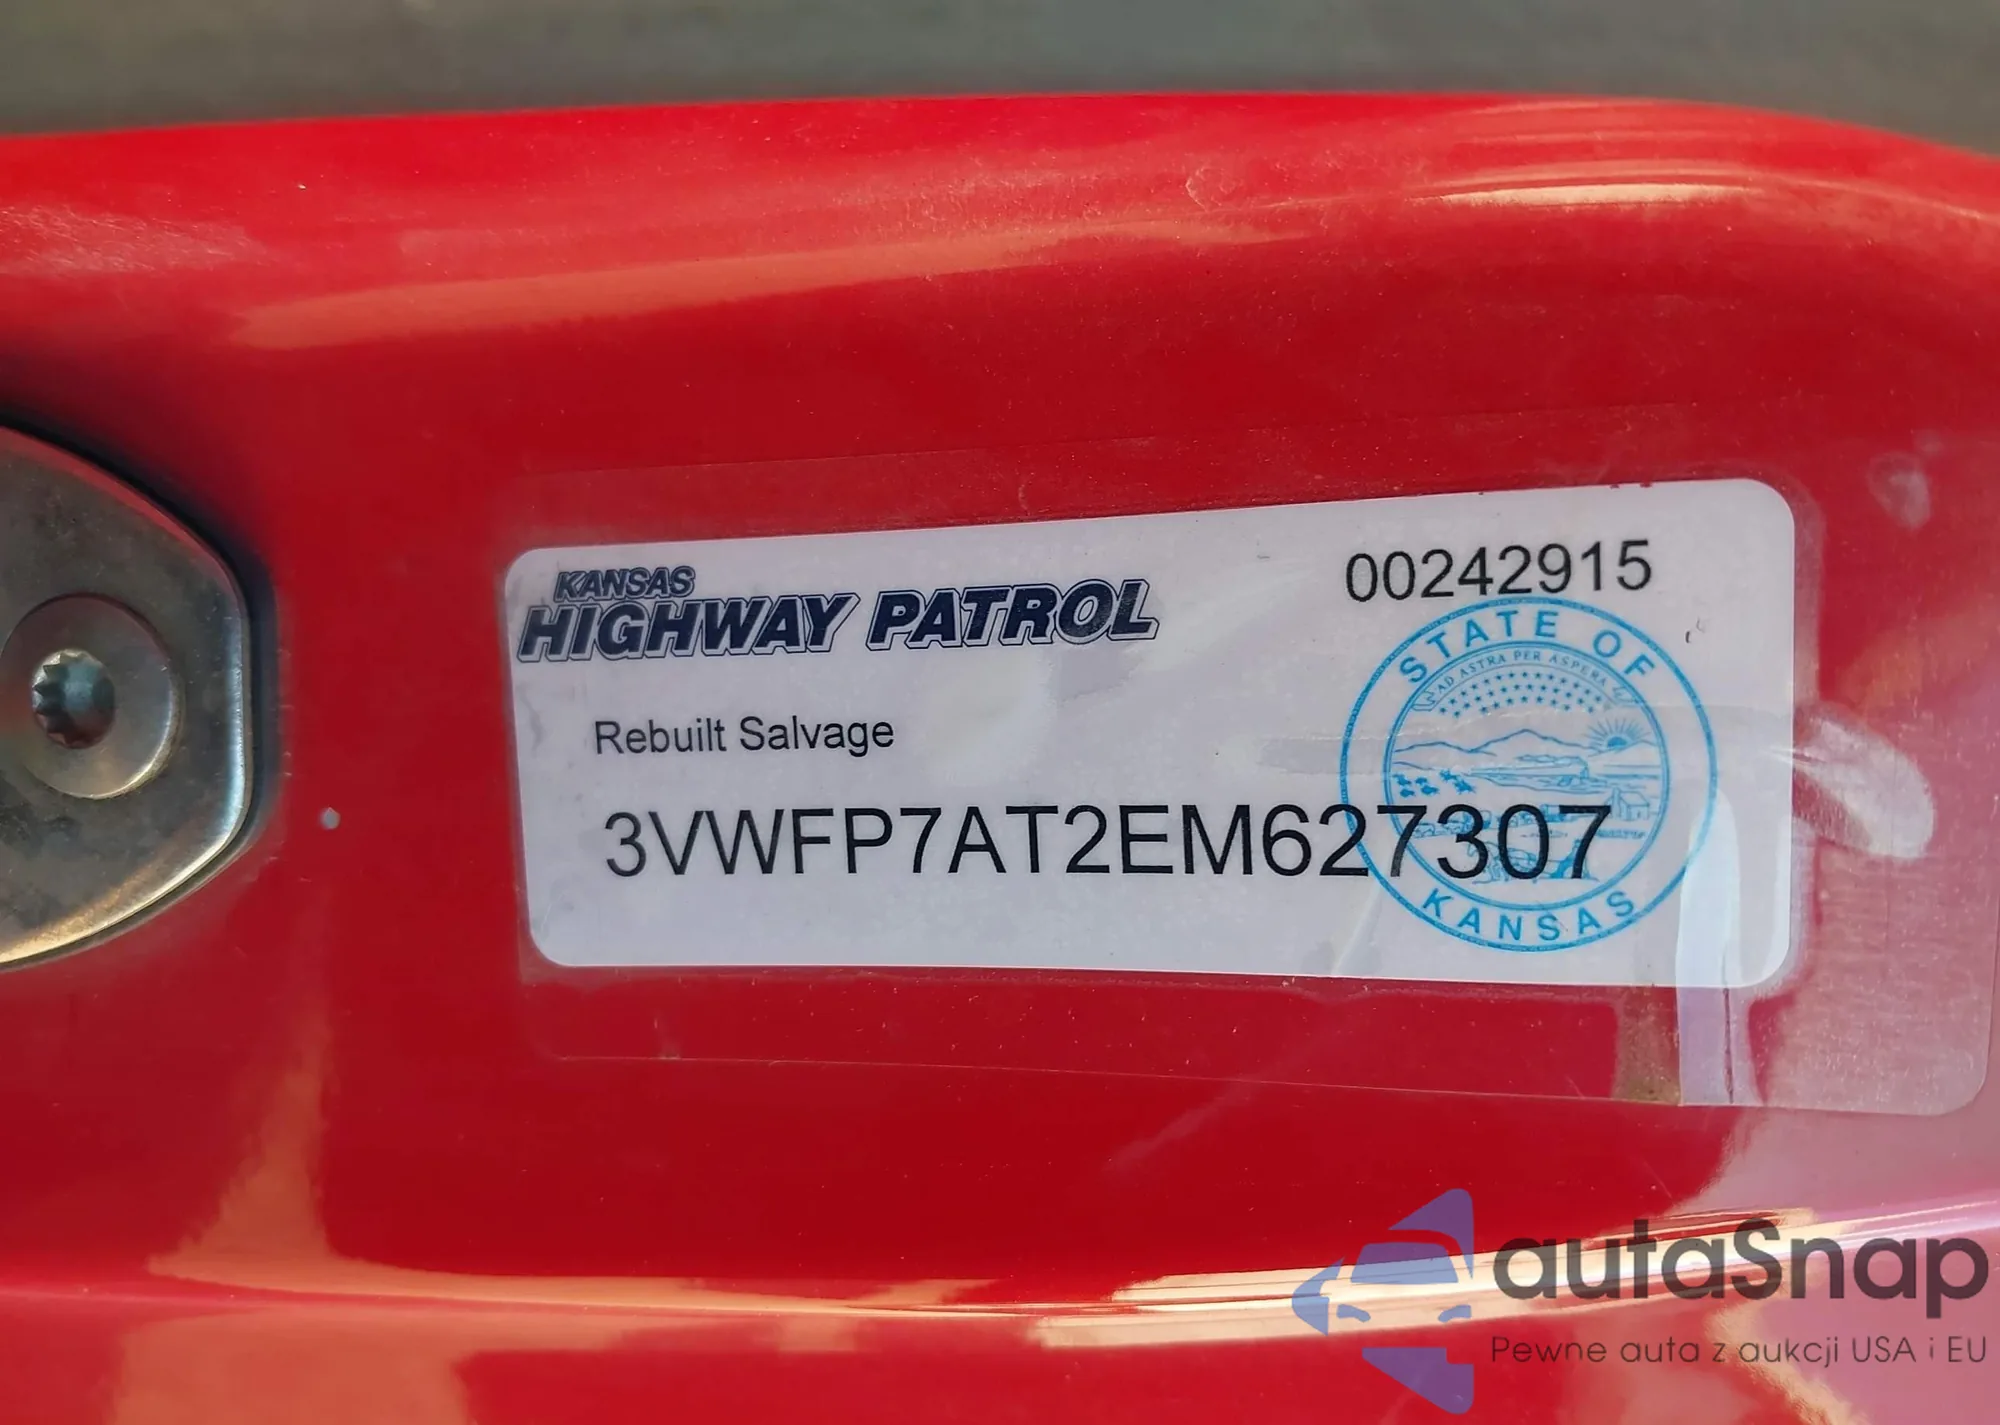 KANSAS
HIGHWAY PATROL
00242915
Rebuilt Salvage
3VWFP7AT2EM627307
STATE OF
AD ASTRA PER ASPERA
KANSAS
autaSnap
Pewne auta z aukcji USA i EU